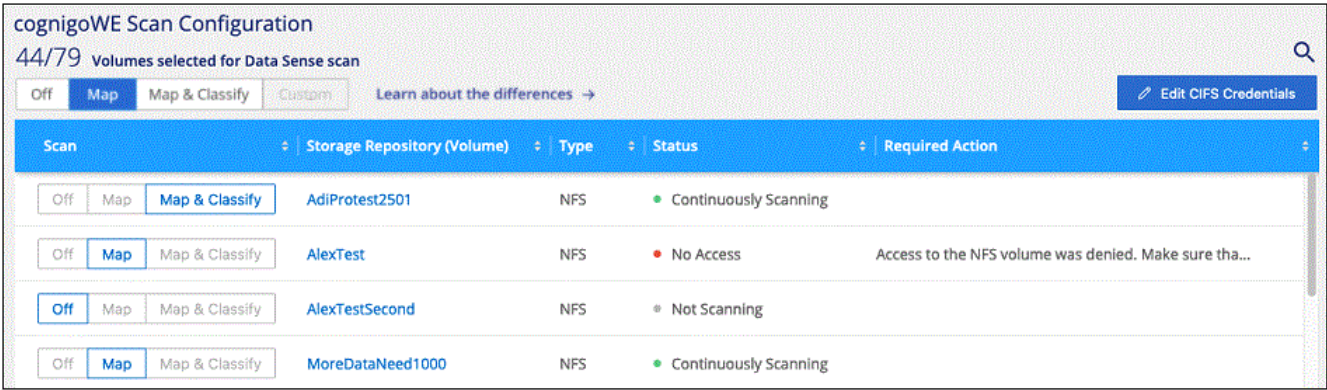 cognigoWE Scan Configuration
44/79 Volumes selected for Data Sense scan
Off Map Map & Classify Custom Learn about the differences → Edit CIFS Credentials
Scan Storage Repository (Volume) Type Status Required Action
Off Map Map & Classify AdiProtest2501 NFS Continuously Scanning
Off Map Map & Classify AlexTest NFS No Access Access to the NFS volume was denied. Make sure tha...
Off Map Map & Classify AlexTestSecond NFS Not Scanning
Off Map Map & Classify MoreDataNeed1000 NFS Continuously Scanning